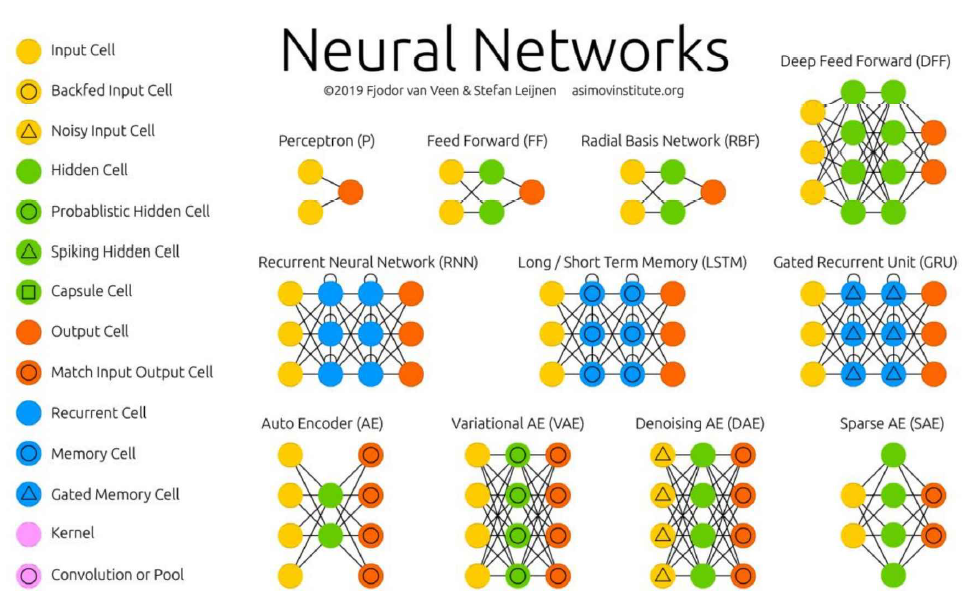 Neural Networks
©2019 Fjodor van Veen & Stefan Leijnen asimovinstitute.org
Input Cell
Backfed Input Cell
Noisy Input Cell
Hidden Cell
Probablistic Hidden Cell
Spiking Hidden Cell
Capsule Cell
Output Cell
Match Input Output Cell
Recurrent Cell
Memory Cell
Gated Memory Cell
Kernel
Convolution or Pool
Deep Feed Forward (DFF)
Perceptron (P)
Feed Forward (FF)
Radial Basis Network (RBF)
Recurrent Neural Network (RNN)
Long / Short Term Memory (LSTM)
Gated Recurrent Unit (GRU)
Auto Encoder (AE)
Variational AE (VAE)
Denoising AE (DAE)
Sparse AE (SAE)